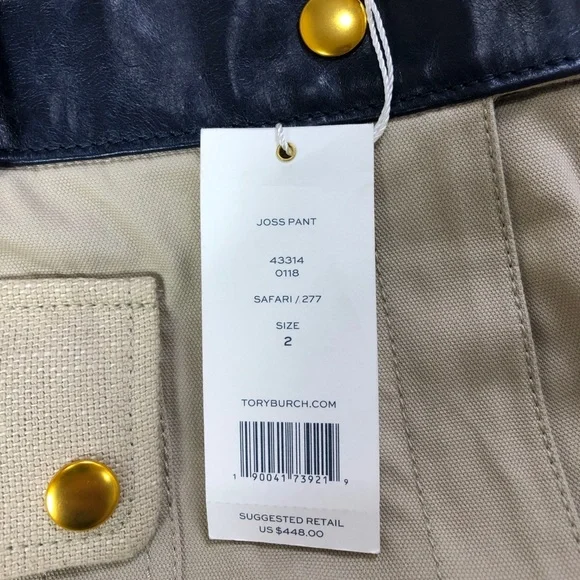 JOSS PANT
43314
0118
SAFARI / 277
SIZE
2
TORYBURCH.COM
1 90041 73921 9
SUGGESTED RETAIL
US $448.00